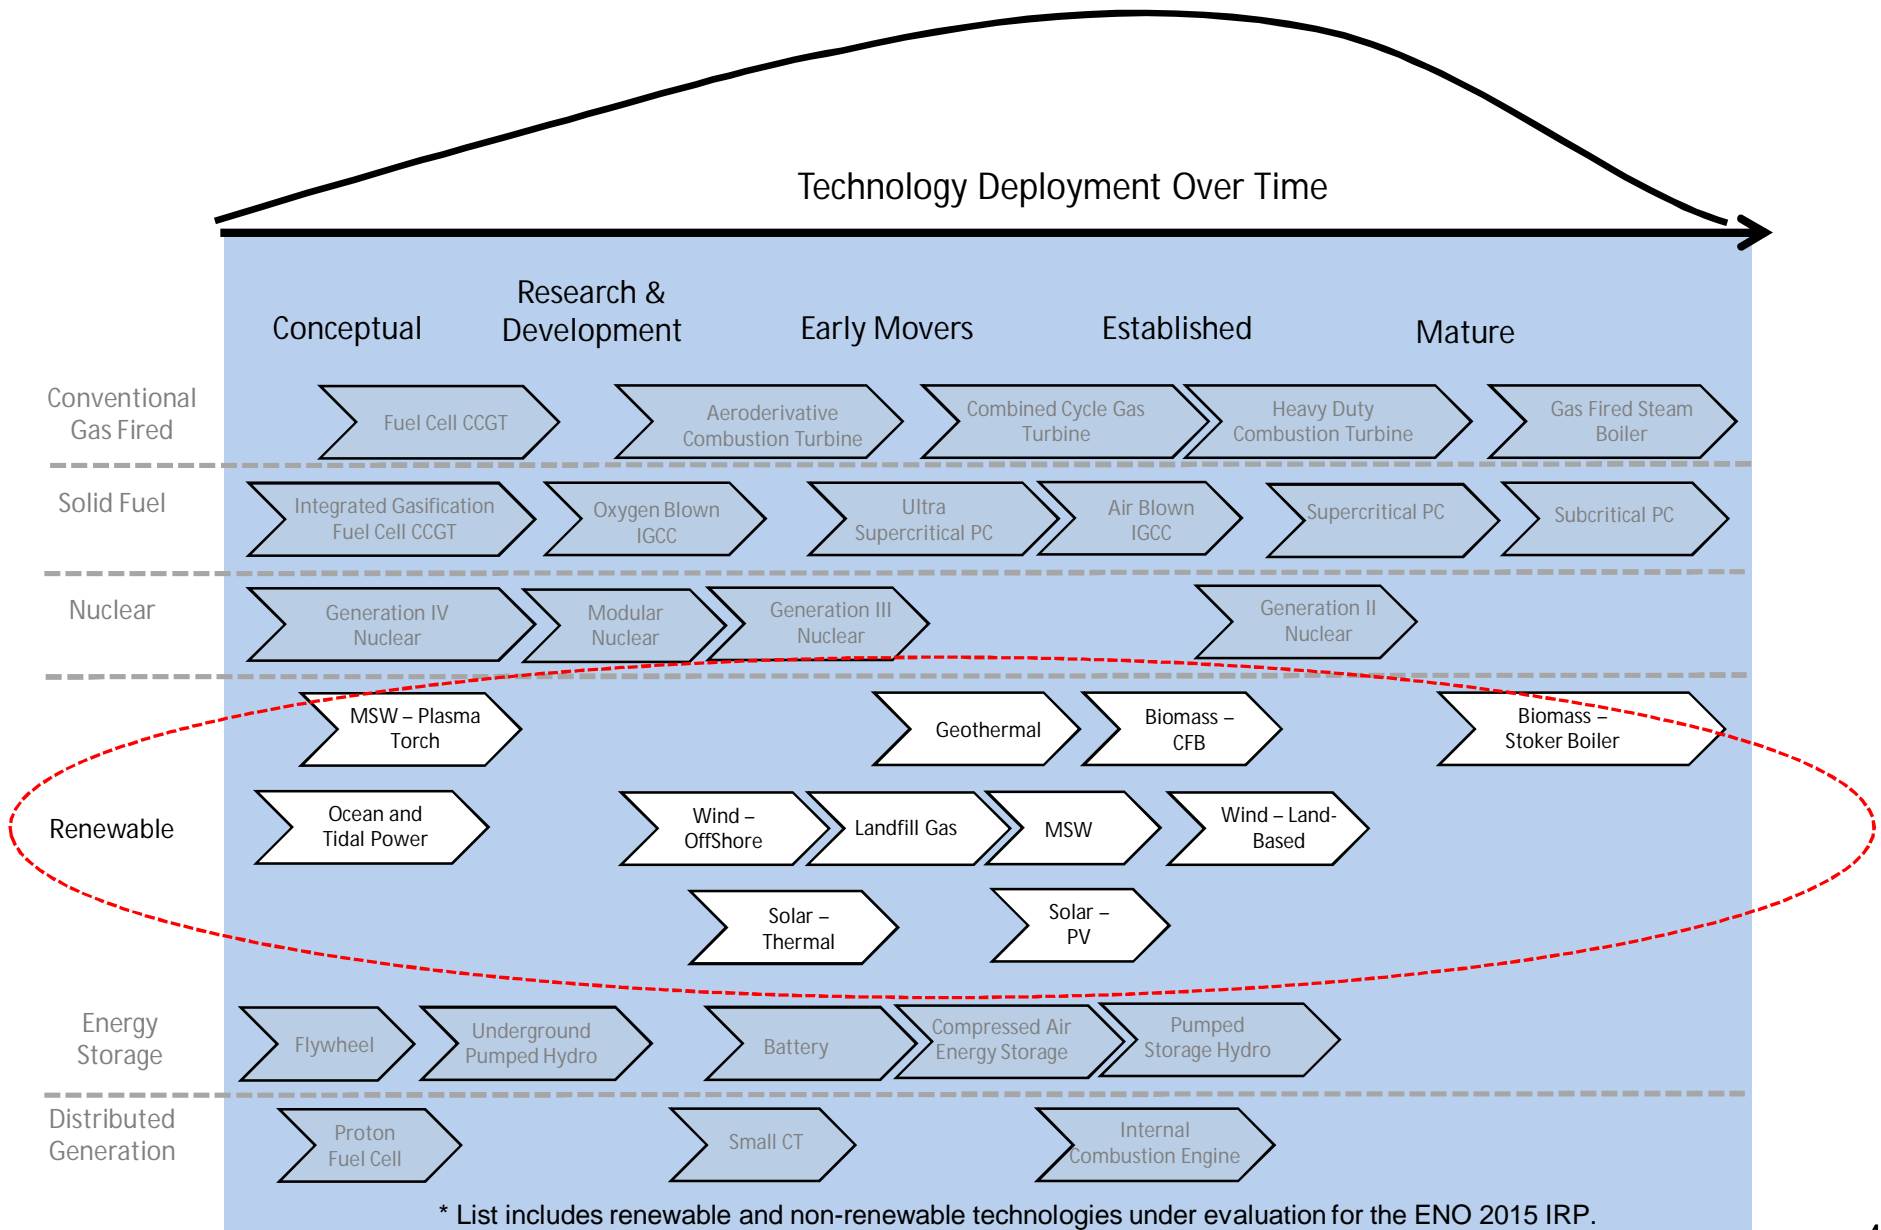 Technology Deployment Over Time
Conceptual
Research &
Development
Early Movers
Established
Mature
Conventional
Gas Fired
Fuel Cell CCGT
Aeroderivative
Combustion Turbine
Combined Cycle Gas
Turbine
Heavy Duty
Combustion Turbine
Gas Fired Steam
Boiler
Solid Fuel
Integrated Gasification
Fuel Cell CCGT
Oxygen Blown
IGCC
Ultra
Supercritical PC
Air Blown
IGCC
Supercritical PC
Subcritical PC
Nuclear
Generation IV
Nuclear
Modular
Nuclear
Generation III
Nuclear
Generation II
Nuclear
Renewable
MSW – Plasma
Torch
Geothermal
Biomass –
CFB
Biomass –
Stoker Boiler
Ocean and
Tidal Power
Wind –
OffShore
Landfill Gas
MSW
Wind – Land-
Based
Solar –
Thermal
Solar –
PV
Energy
Storage
Flywheel
Underground
Pumped Hydro
Battery
Compressed Air
Energy Storage
Pumped
Storage Hydro
Distributed
Generation
Proton
Fuel Cell
Small CT
Internal
Combustion Engine
* List includes renewable and non-renewable technologies under evaluation for the ENO 2015 IRP.